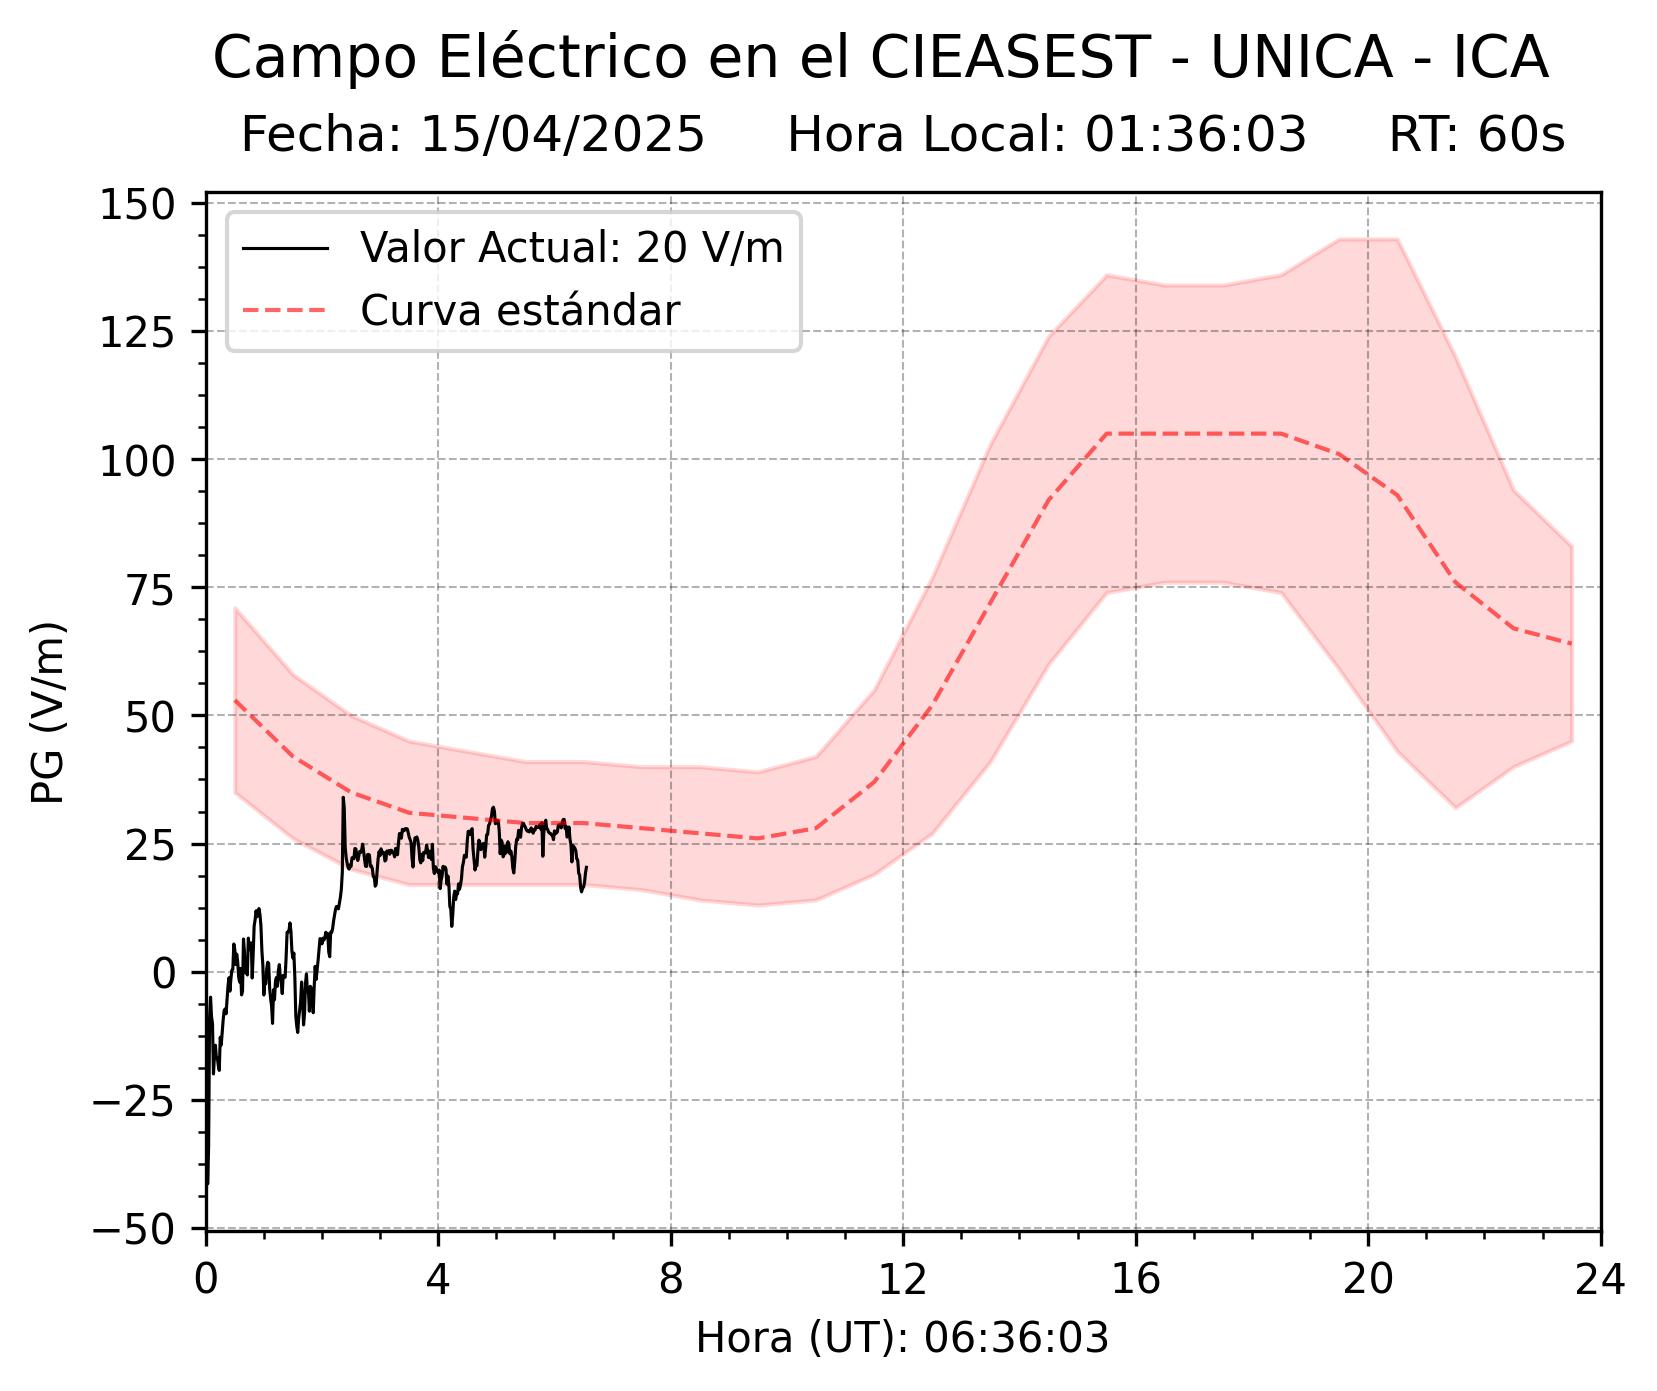 Campo Eléctrico en el CIEASEST - UNICA - ICA
Fecha: 15/04/2025 Hora Local: 01:36:03 RT: 60s
Valor Actual: 20 V/m
Curva estándar
150
125
100
75
50
25
0
−25
−50
PG (V/m)
0 4 8 12 16 20 24
Hora (UT): 06:36:03